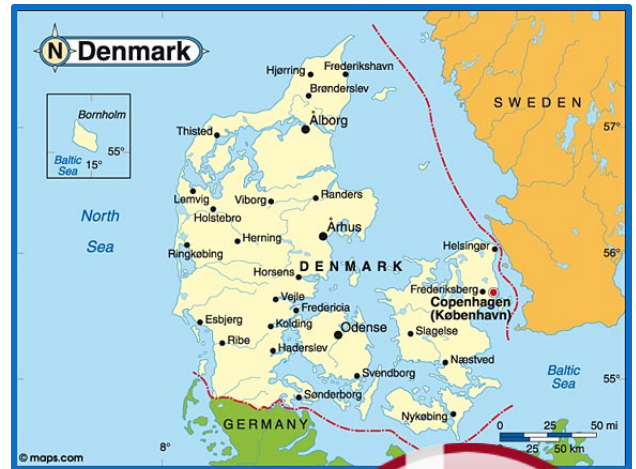 N Denmark
Bornholm
Baltic
Sea
15°
55°
Hjørring
Frederikshavn
Brønderslev
Ålborg
Thisted
SWEDEN
57°
Lemvig
Viborg
Randers
Holstebro
North
Sea
Århus
Herning
Ringkøbing
Helsingør
56°
DENMARK
Horsens
Frederiksberg
Copenhagen
(København)
Vejle
Fredericia
Esbjerg
Kolding
Odense
Slagelse
Ribe
Haderslev
Næstved
Svendborg
Baltic
Sea
55°
Sønderborg
Nykøbing
GERMANY
0 25 50 mi
0 25 50 km
8°
© maps.com